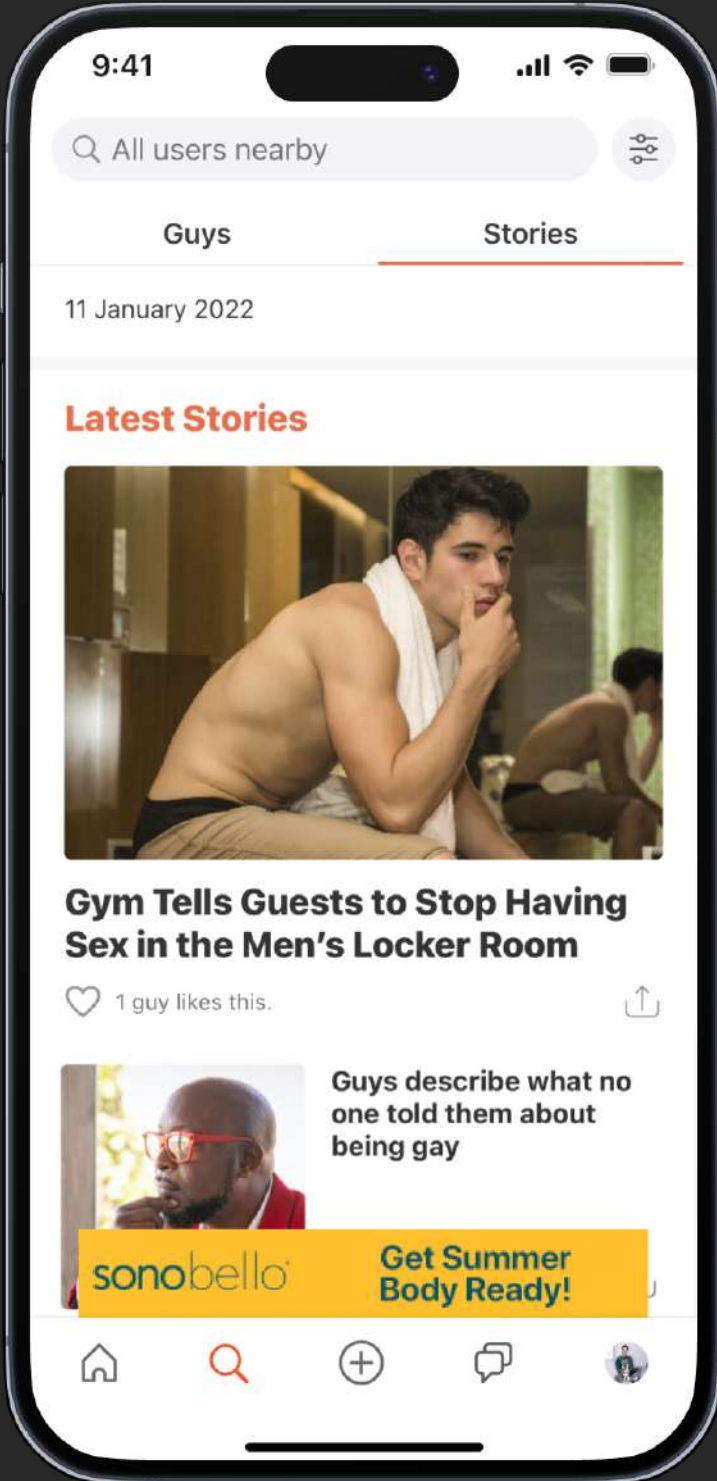 9:41
All users nearby
Guys
Stories
11 January 2022
Latest Stories
Gym Tells Guests to Stop Having
Sex in the Men’s Locker Room
1 guy likes this.
Guys describe what no
one told them about
being gay
sonobello
Get Summer
Body Ready!